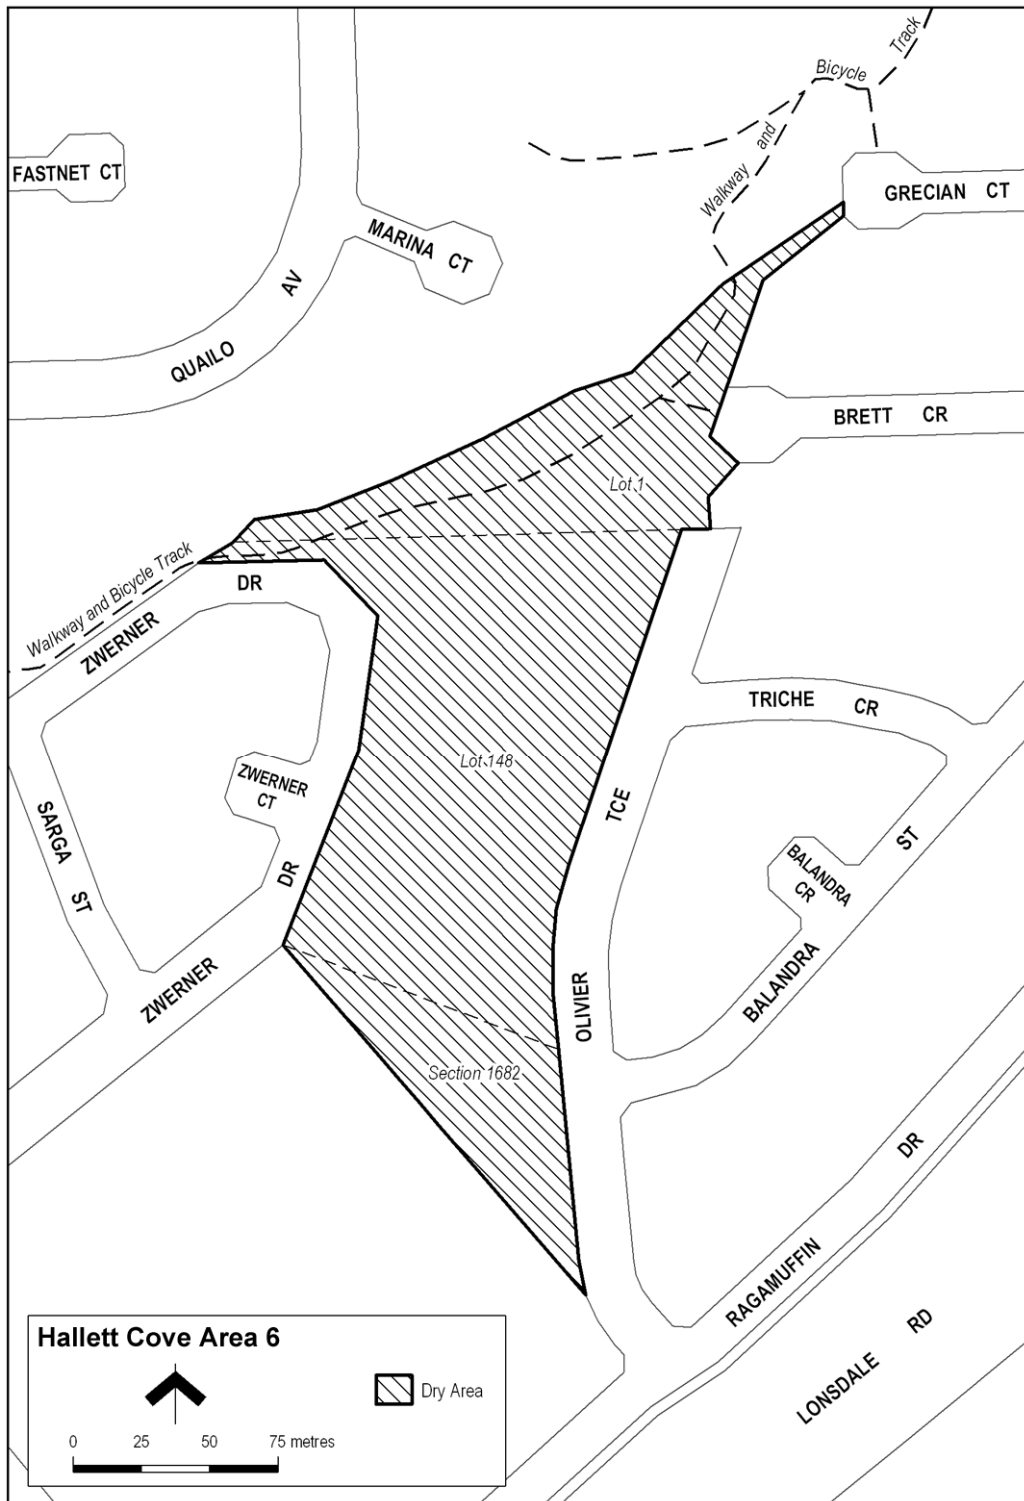 Track
Bicycle
and
Walkway
FASTNET CT
GRECIAN CT
MARINA CT
AV
QUAILO
BRETT CR
Lot 1
Walkway and Bicycle Track
DR
ZWERNER
TRICHE CR
Lot 148
ZWERNER
CT
TCE
SARGA ST
ST
BALANDRA
CR
DR
ZWERNER
OLIVIER
BALANDRA
Section 1682
DR
RAGAMUFFIN
RD
LONSDALE
Hallett Cove Area 6
Dry Area
0 25 50 75 metres